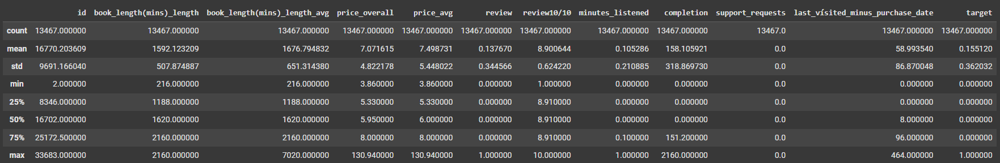 id book_length(mins)_length book_length(mins)_length_avg price_overall price_avg review review10/10 minutes_listened completion support_requests last_vísited_minus_purchase_date target
count 13467.000000 13467.000000 13467.000000 13467.000000 13467.000000 13467.000000 13467.000000 13467.000000 13467.000000 13467.0 13467.000000 13467.000000
mean 16770.203609 1592.123209 1676.794832 7.071615 7.498731 0.137670 8.900644 0.105286 158.105921 0.0 58.993540 0.155120
std 9691.166040 507.874887 651.314380 4.822178 5.448022 0.344566 0.624220 0.210885 318.869730 0.0 86.870048 0.362032
min 2.000000 216.000000 216.000000 3.860000 3.860000 0.000000 1.000000 0.000000 0.000000 0.0 0.000000 0.000000
25% 8346.000000 1188.000000 1188.000000 5.330000 5.330000 0.000000 8.910000 0.000000 0.000000 0.0 0.000000 0.000000
50% 16702.000000 1620.000000 1620.000000 5.950000 6.000000 0.000000 8.910000 0.000000 0.000000 0.0 8.000000 0.000000
75% 25172.500000 2160.000000 2160.000000 8.000000 8.000000 0.000000 8.910000 0.100000 151.200000 0.0 96.000000 0.000000
max 33683.000000 2160.000000 7020.000000 130.940000 130.940000 1.000000 10.000000 1.000000 2160.000000 0.0 464.000000 1.000000